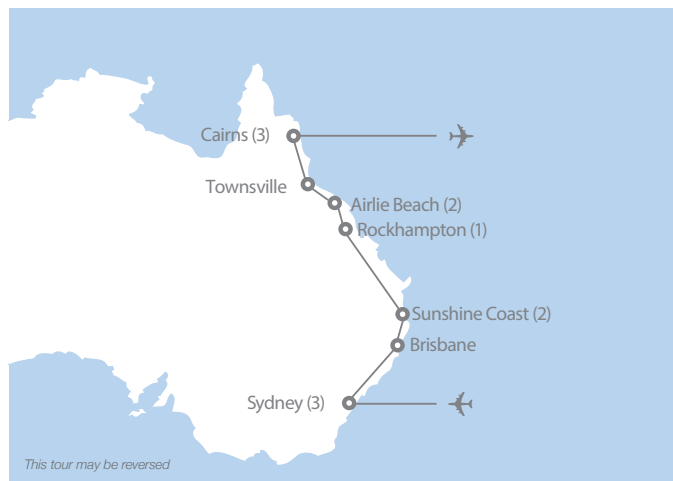 Cairns (3)
Townsville
Airlie Beach (2)
Rockhampton (1)
Sunshine Coast (2)
Brisbane
Sydney (3)
This tour may be reversed